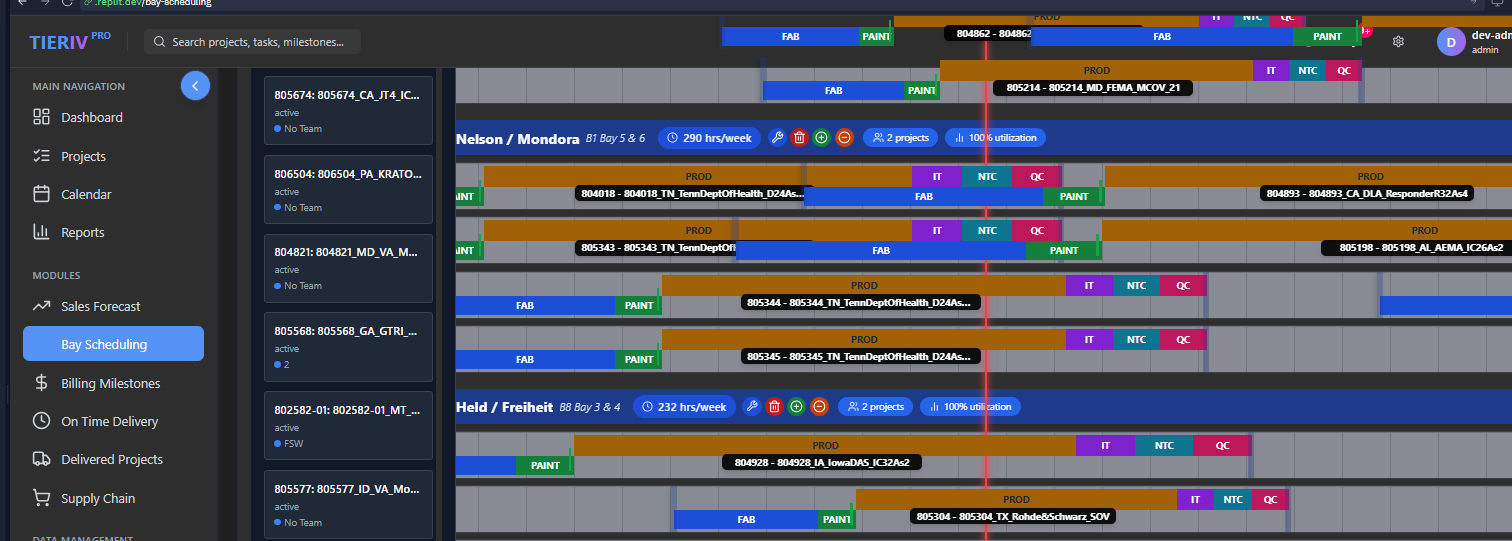 .replit.dev/bay-scheduling
TIERIV PRO
Search projects, tasks, milestones...
D
dev-adm
admin
MAIN NAVIGATION
Dashboard
Projects
Calendar
Reports
MODULES
Sales Forecast
Bay Scheduling
Billing Milestones
On Time Delivery
Delivered Projects
Supply Chain
DATA MANAGEMENT
805674: 805674_CA_JT4_IC...
active
No Team
806504: 806504_PA_KRATO...
active
No Team
804821: 804821_MD_VA_M...
active
No Team
805568: 805568_GA_GTRI_...
active
2
802582-01: 802582-01_MT_...
active
FSW
805577: 805577_ID_VA_Mo...
active
No Team
PROD IT NTC QC
FAB PAINT 804862 - 804862 FAB PAINT
PROD IT NTC QC
FAB PAINT 805214 - 805214_MD_FEMA_MCOV_21
Nelson / Mondora B1 Bay 5 & 6 290 hrs/week 2 projects 100% utilization
PROD IT NTC QC PROD
804018 - 804018_TN_TennDeptOfHealth_D24As... 804893 - 804893_CA_DLA_ResponderR32As4
FAB PAINT
PROD IT NTC QC PROD
805343 - 805343_TN_TennDeptOf 805198 - 805198_AL_AEMA_IC26As2
FAB PAINT
PROD IT NTC QC
FAB PAINT 805344 - 805344_TN_TennDeptOfHealth_D24As...
PROD IT NTC QC
FAB PAINT 805345 - 805345_TN_TennDeptOfHealth_D24As...
Held / Freiheit B8 Bay 3 & 4 232 hrs/week 2 projects 100% utilization
PROD IT NTC QC
PAINT 804928 - 804928_IA_IowaDAS_IC32As2
PROD IT NTC QC
FAB PAINT 805304 - 805304_TX_Rohde&Schwarz_SOV